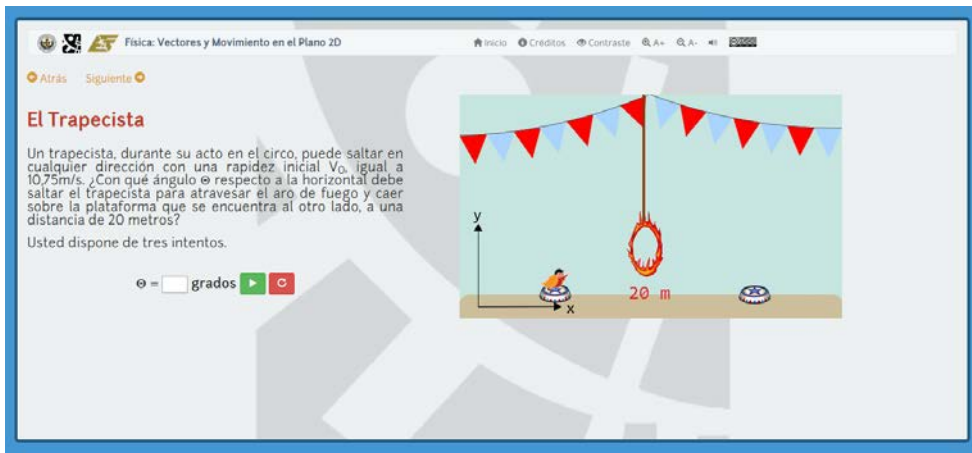 Física: Vectores y Movimiento en el Plano 2D
Inicio Créditos Contraste A+ A-
Atrás Siguiente
El Trapecista
Un trapecista, durante su acto en el circo, puede saltar en
cualquier dirección con una rapidez inicial V₀, igual a
10,75m/s. ¿Con qué ángulo Θ respecto a la horizontal debe
saltar el trapecista para atravesar el aro de fuego y caer
sobre la plataforma que se encuentra al otro lado, a una
distancia de 20 metros?
Usted dispone de tres intentos.
Θ = grados
y
20 m
x